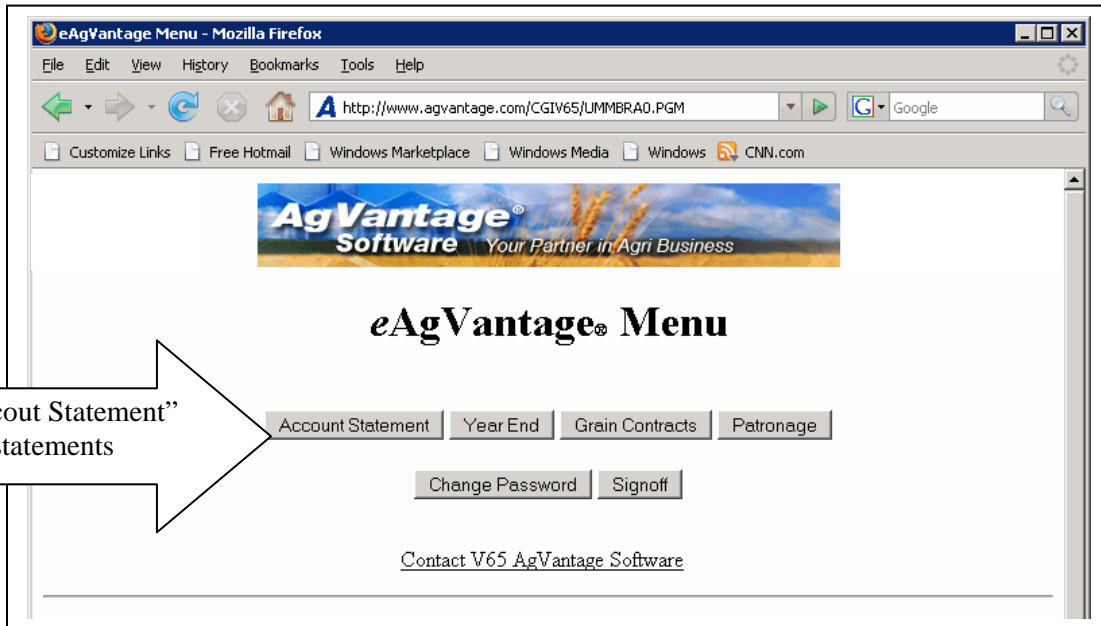 eAgVantage Menu - Mozilla Firefox
File Edit View History Bookmarks Tools Help
http://www.agvantage.com/CGIV65/UMMBRA0.PGM
G Google
Customize Links Free Hotmail Windows Marketplace Windows Media Windows CNN.com
AgVantage®
Software Your Partner in Agri Business
eAgVantage® Menu
out Statement”
Account Statement Year End Grain Contracts Patronage
tatements
Change Password Signoff
Contact V65 AgVantage Software